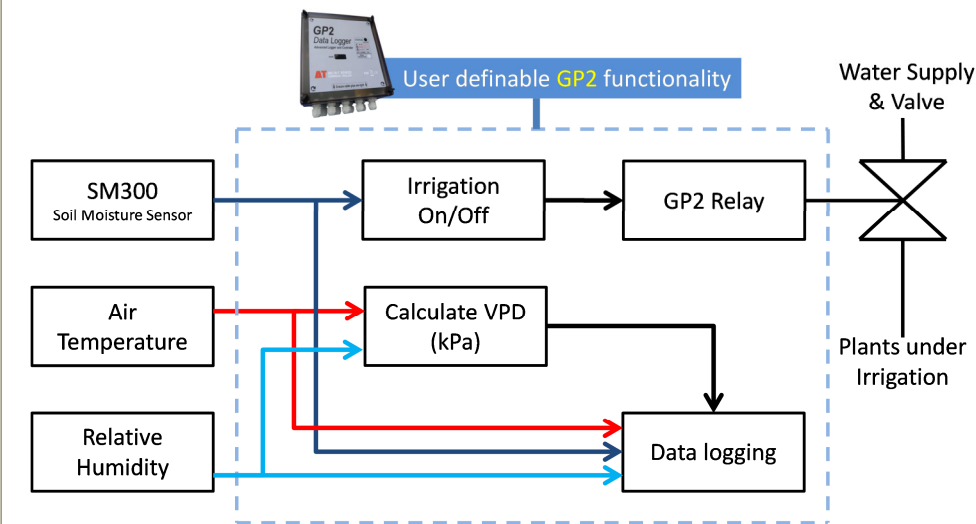 GP2
Data Logger
User definable GP2 functionality
Water Supply
& Valve
SM300
Soil Moisture Sensor
Irrigation
On/Off
GP2 Relay
Air
Temperature
Calculate VPD
(kPa)
Plants under
Irrigation
Relative
Humidity
Data logging